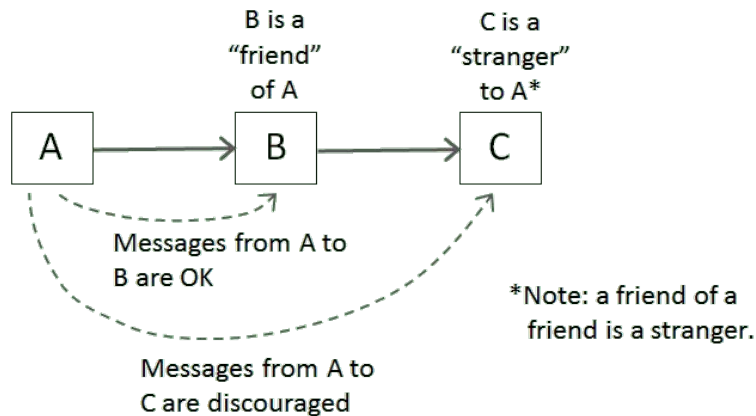 B is a
“friend”
of A
C is a
“stranger”
to A*
A
B
C
Messages from A to
B are OK
*Note: a friend of a
friend is a stranger.
Messages from A to
C are discouraged